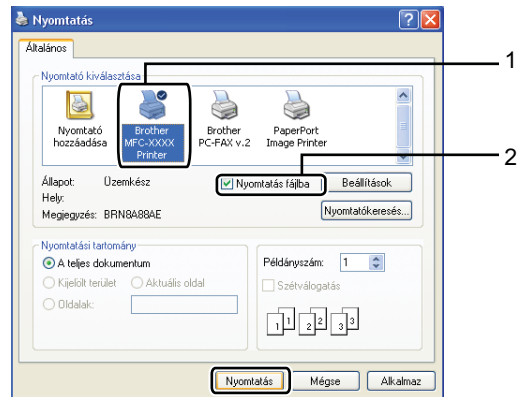 Nyomtatás
Általános
1
Nyomtató kiválasztása
Nyomtató hozzáadása
Brother MFC-XXXX Printer
Brother PC-FAX v.2
PaperPort Image Printer
2
Állapot: Üzemkész
Nyomtatás fájlba
Beállítások
Hely:
Megjegyzés: BRN8A88AE
Nyomtatókeresés...
Nyomtatási tartomány
A teljes dokumentum
Példányszám: 1
Kijelölt terület
Aktuális oldal
Szétválogatás
Oldalak:
1 1 2 2 3 3
Nyomtatás
Mégse
Alkalmaz